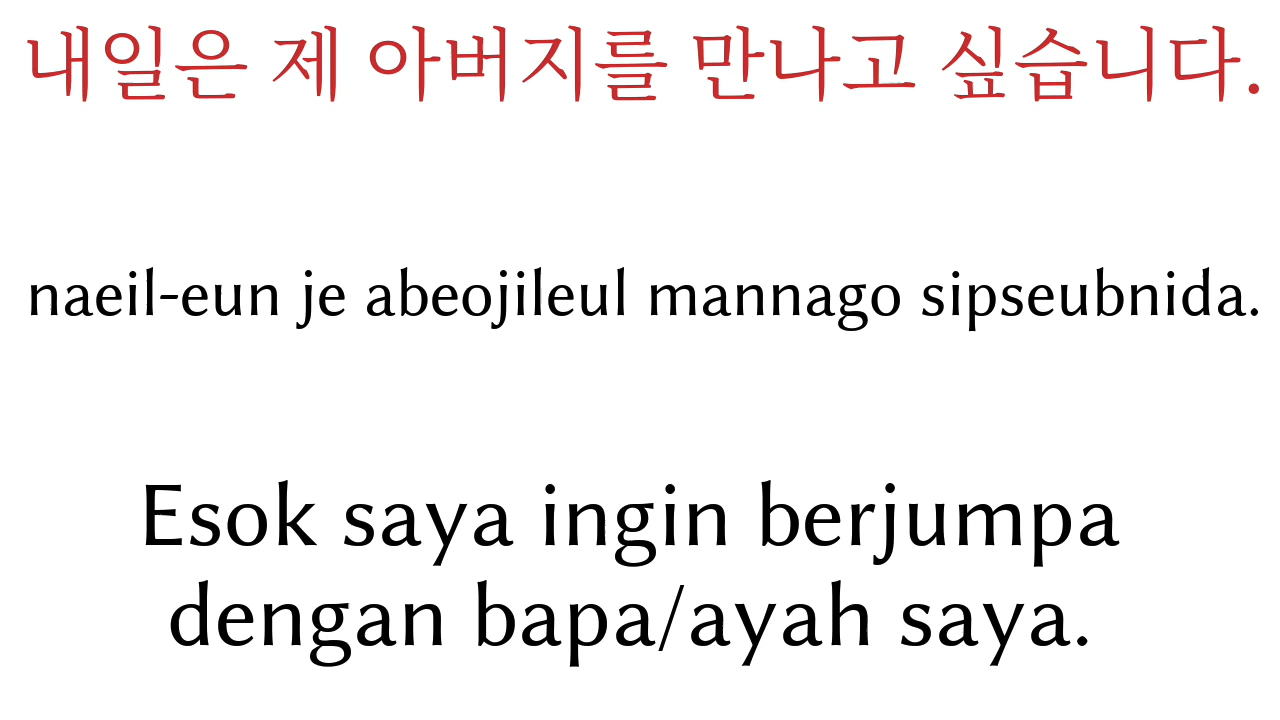 내일은 제 아버지를 만나고 싶습니다.
naeil-eun je abeojileul mannago sipseubnida.
Esok saya ingin berjumpa
dengan bapa/ayah saya.